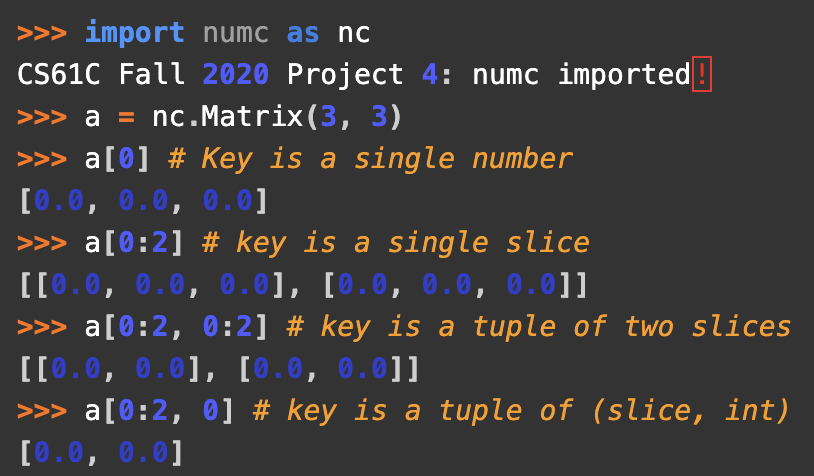 >>> import numc as nc
CS61C Fall 2020 Project 4: numc imported!
>>> a = nc.Matrix(3, 3)
>>> a[0] # Key is a single number
[0.0, 0.0, 0.0]
>>> a[0:2] # key is a single slice
[[0.0, 0.0, 0.0], [0.0, 0.0, 0.0]]
>>> a[0:2, 0:2] # key is a tuple of two slices
[[0.0, 0.0], [0.0, 0.0]]
>>> a[0:2, 0] # key is a tuple of (slice, int)
[0.0, 0.0]